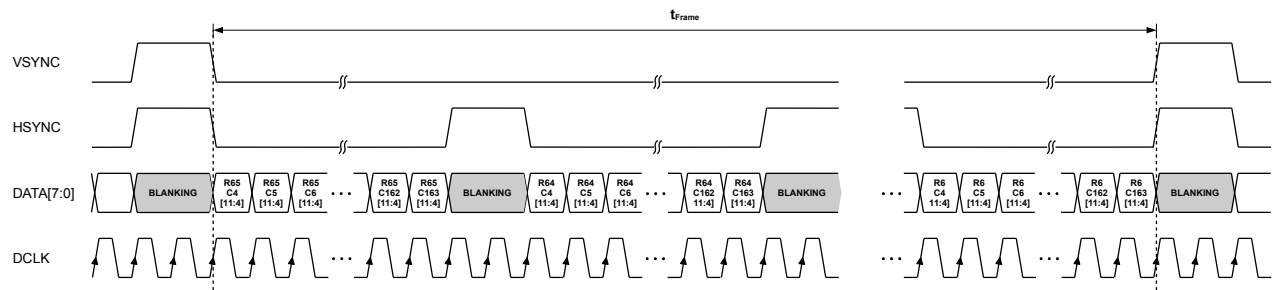 tFrame
VSYNC
HSYNC
DATA[7:0]
BLANKING
R65
C4
[11:4]
R65
C5
[11:4]
R65
C6
[11:4]
R65
C162
[11:4]
R65
C163
[11:4]
BLANKING
R64
C4
[11:4]
R64
C5
[11:4]
R64
C6
[11:4]
R64
C162
11:4]
R64
C163
[11:4]
BLANKING
R6
C4
11:4]
R6
C5
[11:4]
R6
C6
[11:4]
R6
C162
[11:4]
R6
C163
[11:4]
BLANKING
DCLK